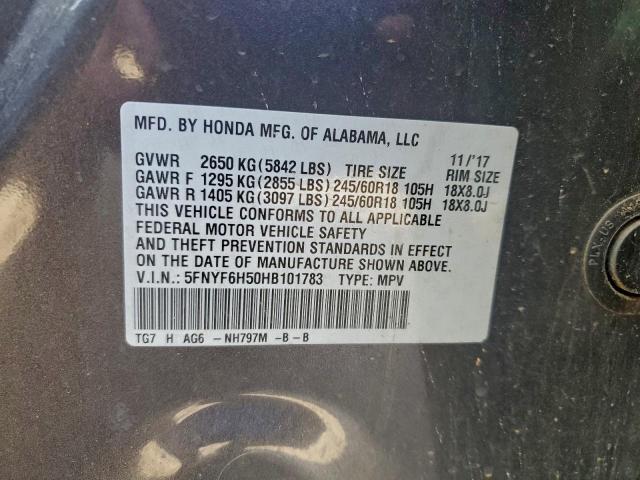 MFD. BY HONDA MFG. OF ALABAMA, LLC
11/'17
GVWR 2650 KG(5842 LBS) TIRE SIZE RIM SIZE
GAWR F 1295 KG(2855 LBS)245/60R18 105H 18X8.0J
GAWR R 1405 KG(3097 LBS)245/60R18 105H 18X8.0J
THIS VEHICLE CONFORMS TO ALL APPLICABLE
FEDERAL MOTOR VEHICLE SAFETY
AND THEFT PREVENTION STANDARDS IN EFFECT
ON THE DATE OF MANUFACTURE SHOWN ABOVE.
V.I.N.: 5FNYF6H50HB101783 TYPE: MPV
TG7 H AG6 -NH797M -B-B